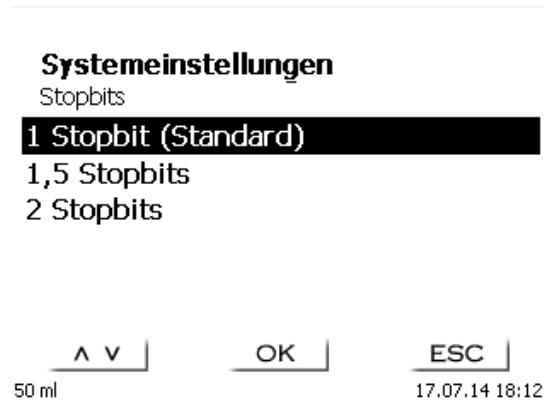 Systemeinstellungen
Stopbits
1 Stopbit (Standard)
1,5 Stopbits
2 Stopbits
∧ ∨ OK ESC
50 ml 17.07.14 18:12